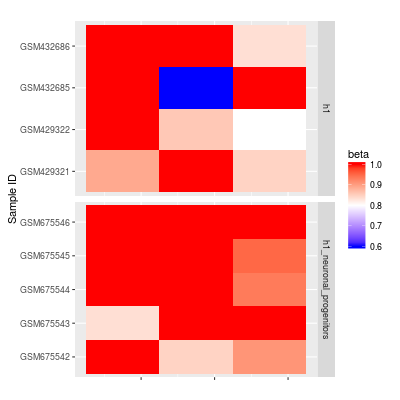 GSM432686
GSM432685
GSM429322
GSM429321
h1
GSM675546
GSM675545
GSM675544
GSM675543
GSM675542
h1_neuronal_progenitors
Sample ID
beta
1.0
0.9
0.8
0.7
0.6